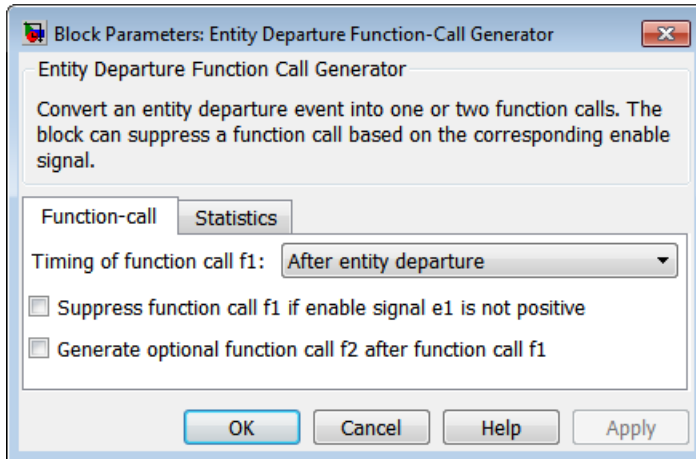 Block Parameters: Entity Departure Function-Call Generator
Entity Departure Function Call Generator
Convert an entity departure event into one or two function calls. The
block can suppress a function call based on the corresponding enable
signal.
Function-call Statistics
Timing of function call f1: After entity departure
Suppress function call f1 if enable signal e1 is not positive
Generate optional function call f2 after function call f1
OK Cancel Help Apply